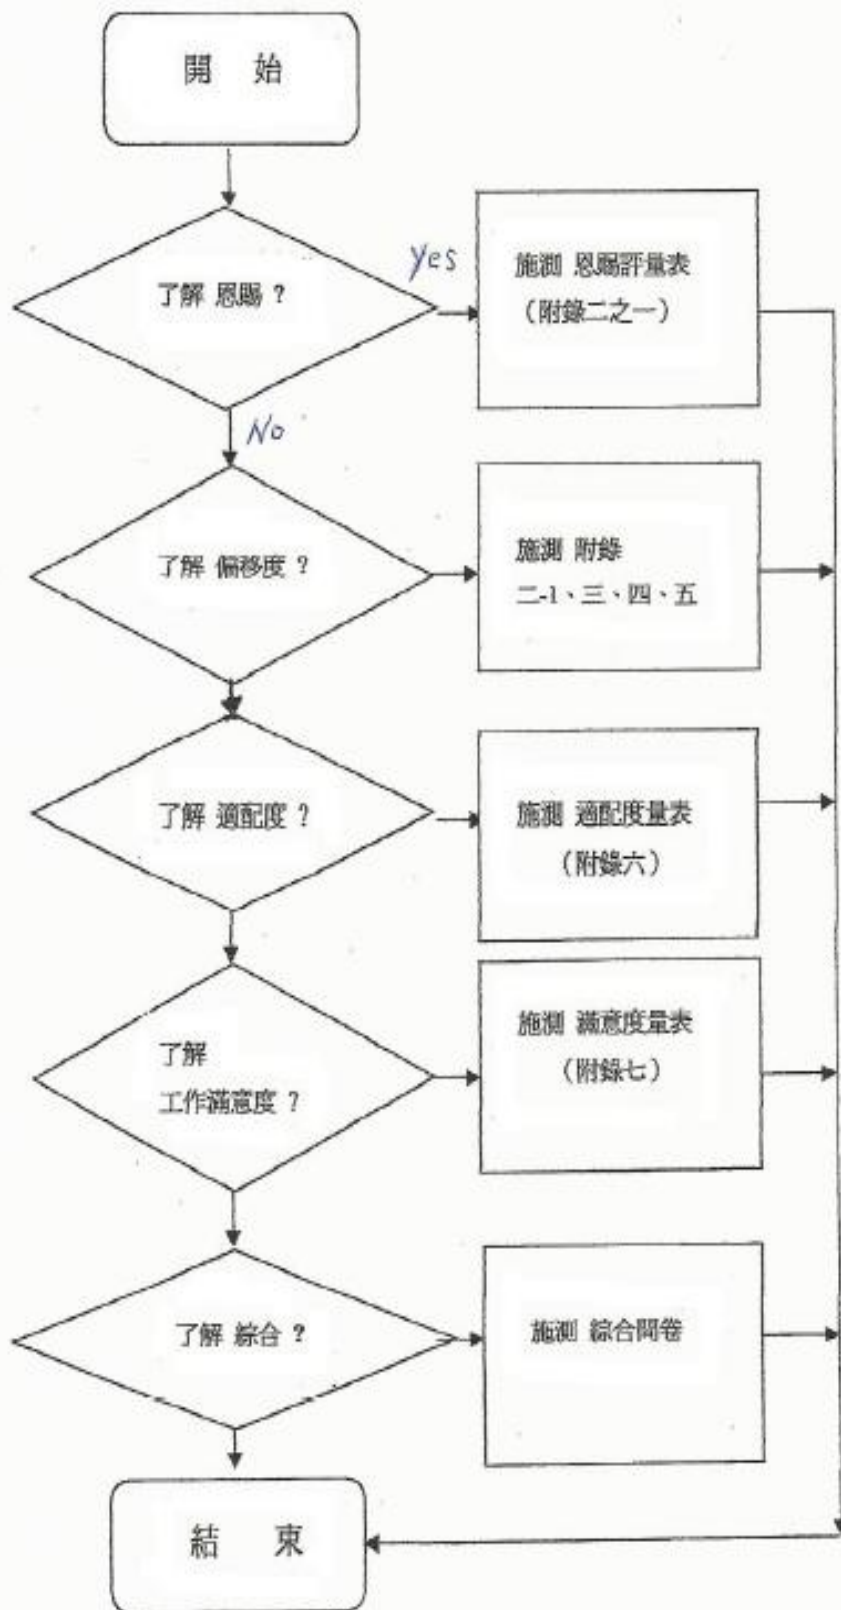 開 始
了解 恩賜？
yes
施測 恩賜評量表
（附錄二之一）
No
了解 偏移度？
施測 附錄
二-1、三、四、五
了解 適配度？
施測 適配度量表
（附錄六）
了解
工作滿意度？
施測 滿意度量表
（附錄七）
了解 綜合？
施測 綜合問卷
結 束